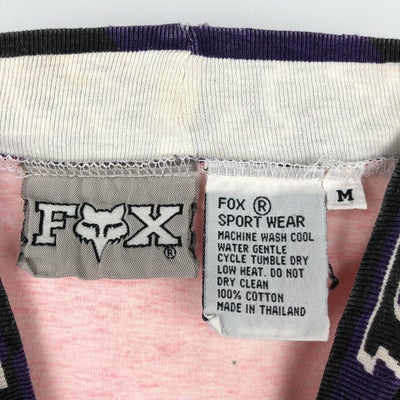 FOX®
FOX ®
SPORT WEAR
MACHINE WASH COOL
WATER GENTLE
CYCLE TUMBLE DRY
LOW HEAT. DO NOT
DRY CLEAN
100% COTTON
MADE IN THAILAND
M